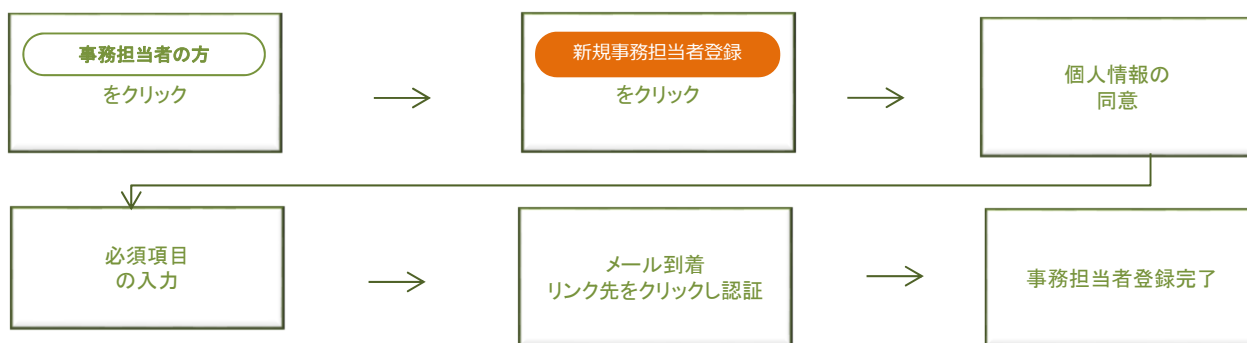 事務担当者の方
をクリック
新規事務担当者登録
をクリック
個人情報の
同意
必須項目
の入力
メール到着
リンク先をクリックし認証
事務担当者登録完了